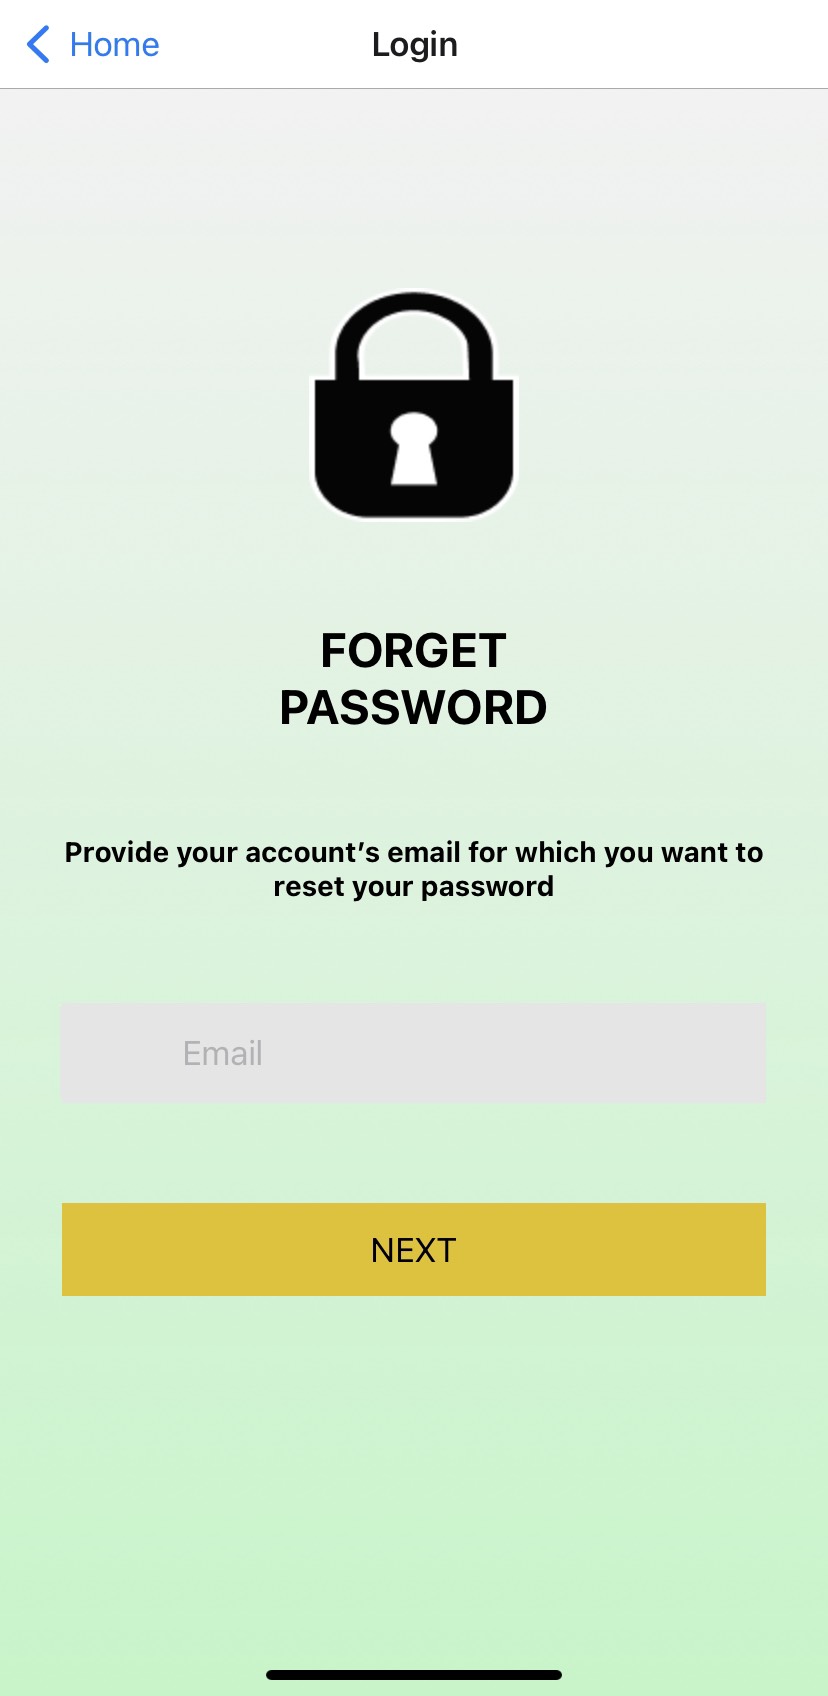 Home
Login
FORGET
PASSWORD
Provide your account's email for which you want to
reset your password
Email
NEXT